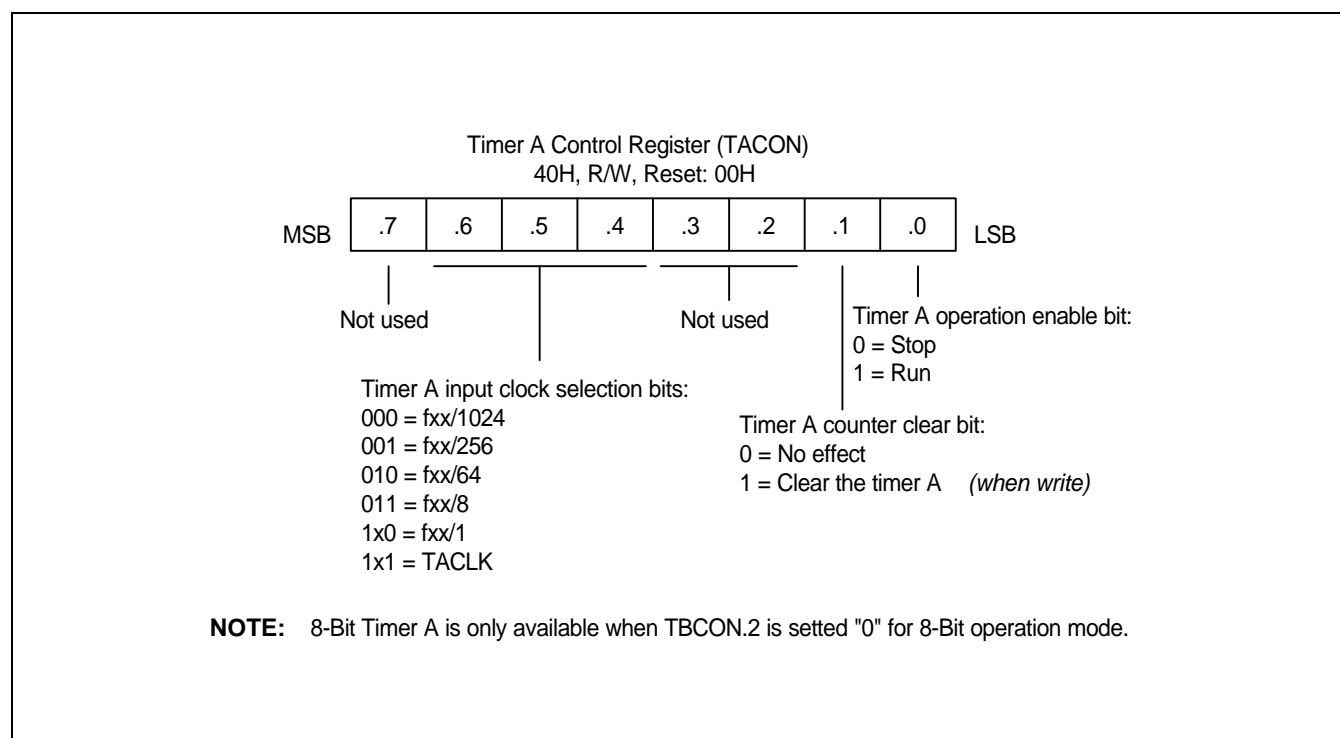 Timer A Control Register (TACON)
40H, R/W, Reset: 00H
MSB .7 .6 .5 .4 .3 .2 .1 .0 LSB
Not used
Timer A input clock selection bits:
000 = fxx/1024
001 = fxx/256
010 = fxx/64
011 = fxx/8
1x0 = fxx/1
1x1 = TACLK
Not used
Timer A operation enable bit:
0 = Stop
1 = Run
Timer A counter clear bit:
0 = No effect
1 = Clear the timer A (when write)
NOTE: 8-Bit Timer A is only available when TBCON.2 is setted "0" for 8-Bit operation mode.